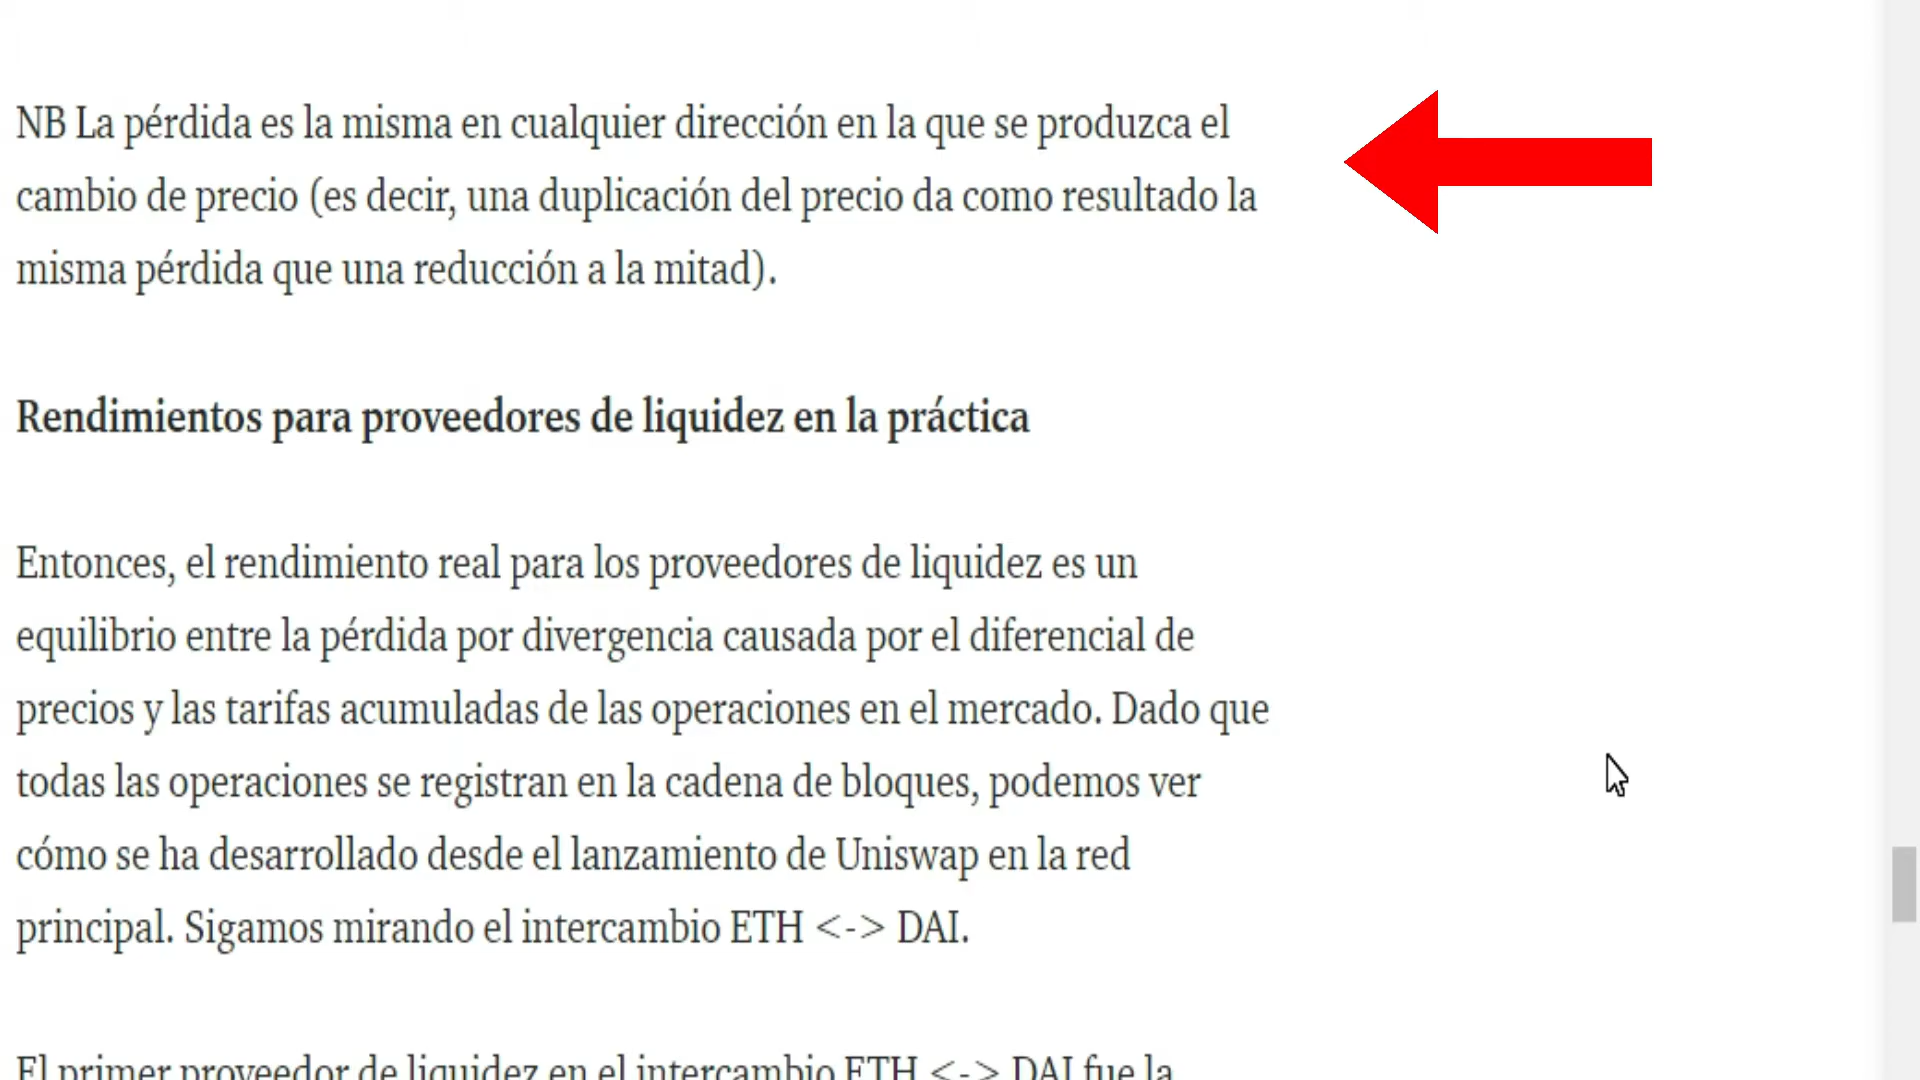 NB La pérdida es la misma en cualquier dirección en la que se produzca el
cambio de precio (es decir, una duplicación del precio da como resultado la
misma pérdida que una reducción a la mitad).
Rendimientos para proveedores de liquidez en la práctica
Entonces, el rendimiento real para los proveedores de liquidez es un
equilibrio entre la pérdida por divergencia causada por el diferencial de
precios y las tarifas acumuladas de las operaciones en el mercado. Dado que
todas las operaciones se registran en la cadena de bloques, podemos ver
cómo se ha desarrollado desde el lanzamiento de Uniswap en la red
principal. Sigamos mirando el intercambio ETH <-> DAI.
El primer proveedor de liquidez en el intercambio ETH <-> DAI fue la